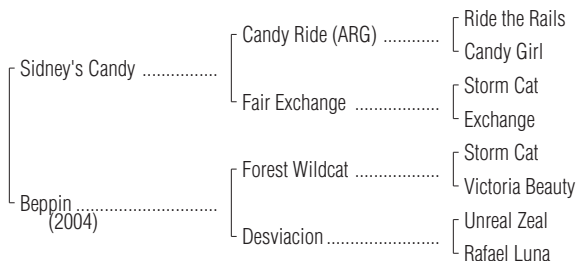 Ride the Rails
Candy Ride (ARG) ............
Candy Girl
Sidney's Candy ................
Storm Cat
Fair Exchange ..................
Exchange
Storm Cat
Forest Wildcat ..................
Victoria Beauty
Beppin ..............................
(2004)
Unreal Zeal
Desviacion ........................
Rafael Luna